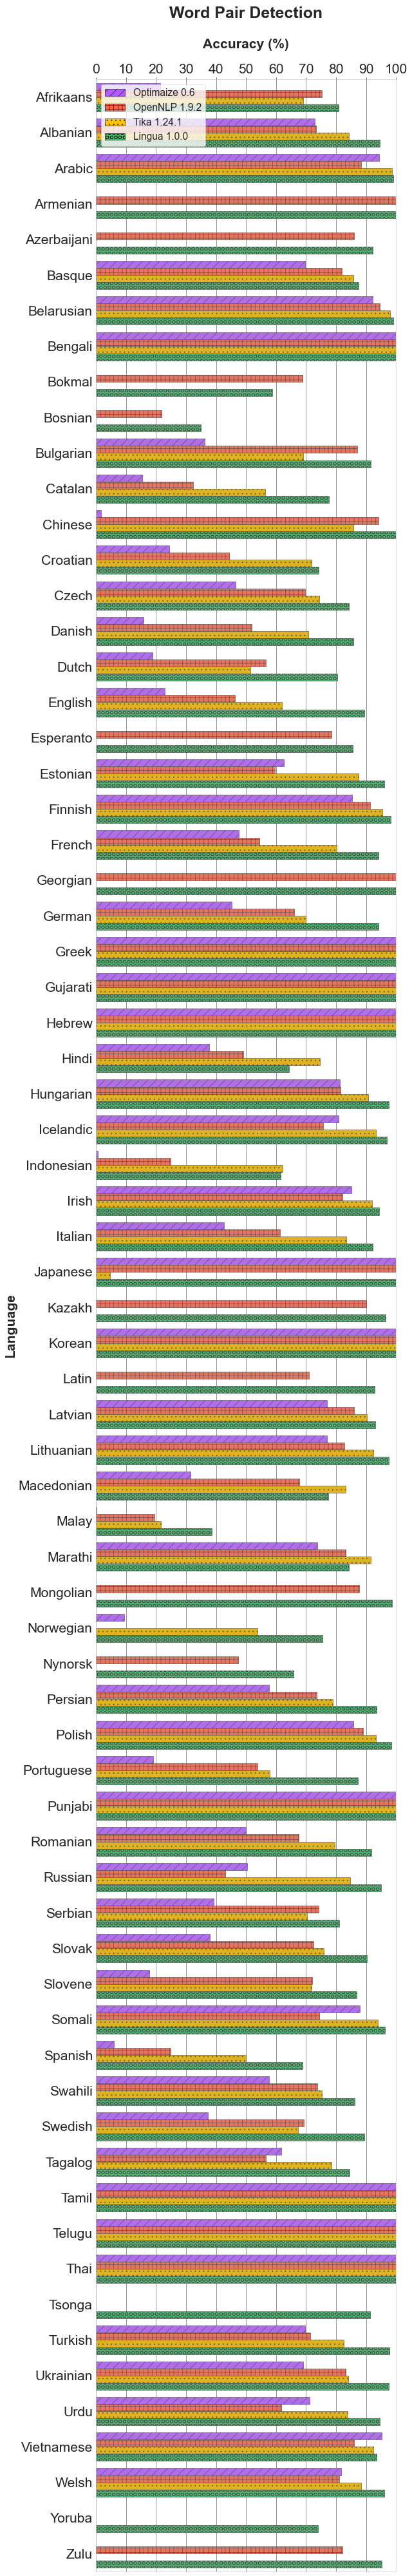 Word Pair Detection
Accuracy (%)
0 10 20 30 40 50 60 70 80 90 100
Optimaize 0.6
OpenNLP 1.9.2
Tika 1.24.1
Lingua 1.0.0
Language
Afrikaans
Albanian
Arabic
Armenian
Azerbaijani
Basque
Belarusian
Bengali
Bokmal
Bosnian
Bulgarian
Catalan
Chinese
Croatian
Czech
Danish
Dutch
English
Esperanto
Estonian
Finnish
French
Georgian
German
Greek
Gujarati
Hebrew
Hindi
Hungarian
Icelandic
Indonesian
Irish
Italian
Japanese
Kazakh
Korean
Latin
Latvian
Lithuanian
Macedonian
Malay
Marathi
Mongolian
Norwegian
Nynorsk
Persian
Polish
Portuguese
Punjabi
Romanian
Russian
Serbian
Slovak
Slovene
Somali
Spanish
Swahili
Swedish
Tagalog
Tamil
Telugu
Thai
Tsonga
Turkish
Ukrainian
Urdu
Vietnamese
Welsh
Yoruba
Zulu